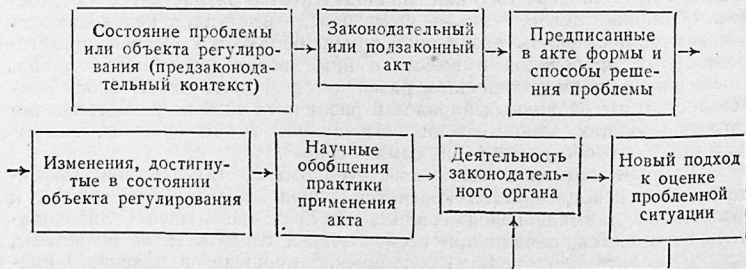 Состояние проблемы
или объекта регулиро-
вания (предзаконода-
тельный контекст)
Законодательный
или подзаконный
акт
Предписанные
в акте формы и
способы реше-
ния проблемы
Изменения, достигну-
тые в состоянии
объекта регулирования
Научные
обобщения
практики
применения
акта
Деятельность
законодатель-
ного органа
Новый подход
к оценке
проблемной
ситуации